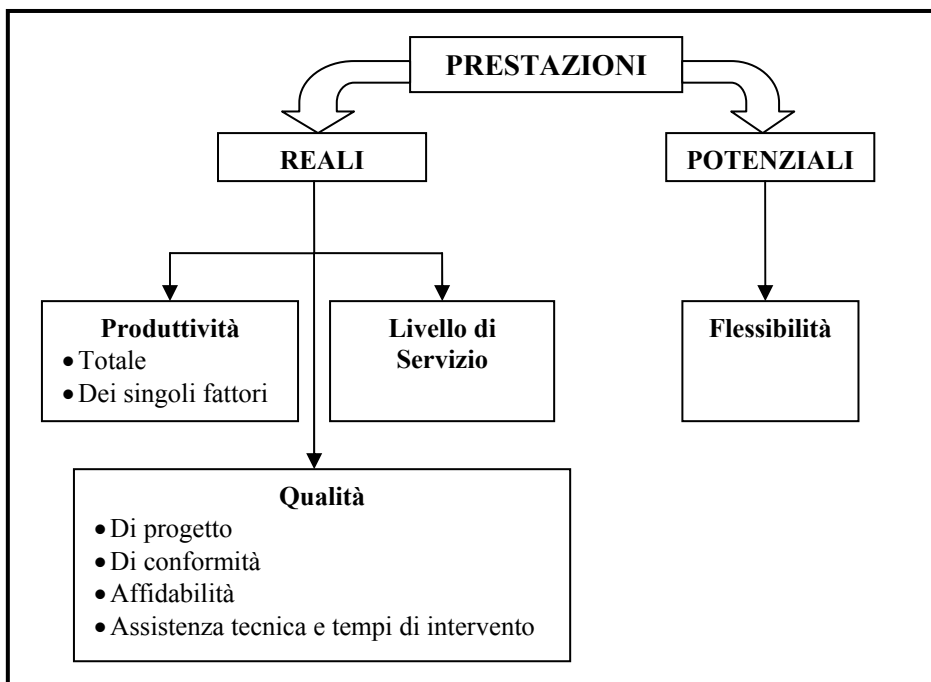 PRESTAZIONI
REALI
POTENZIALI
Produttività
• Totale
• Dei singoli fattori
Livello di
Servizio
Flessibilità
Qualità
• Di progetto
• Di conformità
• Affidabilità
• Assistenza tecnica e tempi di intervento